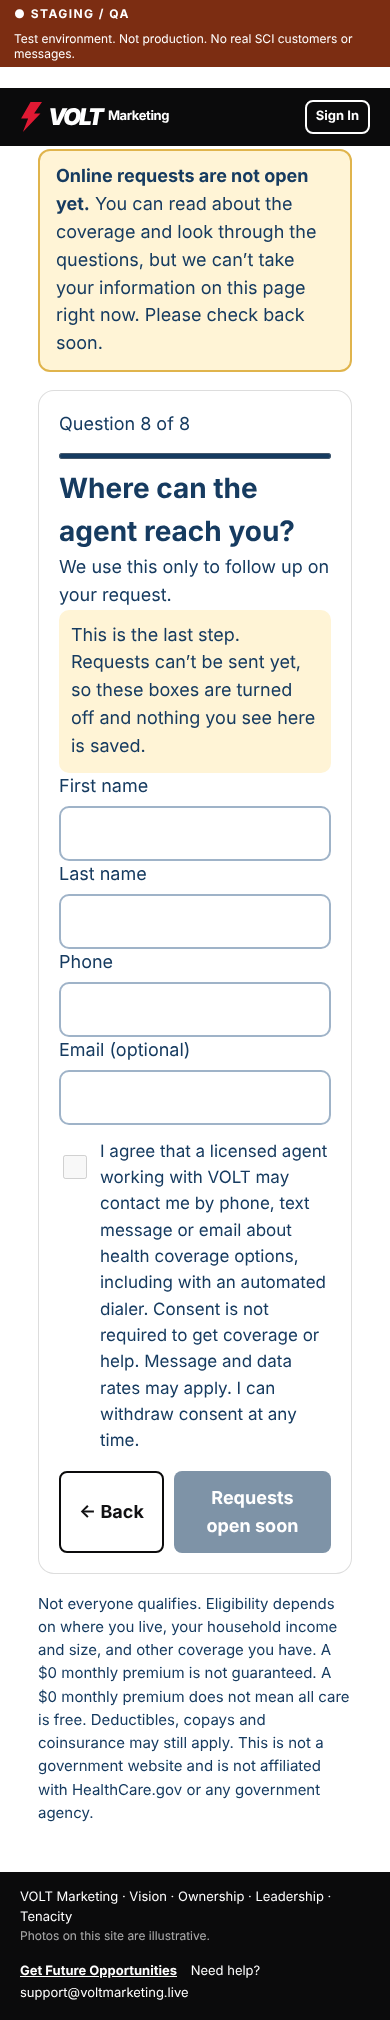 STAGING / QA
Test environment. Not production. No real SCI customers or
messages.
VOLT Marketing
Sign In
Online requests are not open
yet. You can read about the
coverage and look through the
questions, but we can’t take
your information on this page
right now. Please check back
soon.
Question 8 of 8
Where can the
agent reach you?
We use this only to follow up on
your request.
This is the last step.
Requests can’t be sent yet,
so these boxes are turned
off and nothing you see here
is saved.
First name
Last name
Phone
Email (optional)
I agree that a licensed agent
working with VOLT may
contact me by phone, text
message or email about
health coverage options,
including with an automated
dialer. Consent is not
required to get coverage or
help. Message and data
rates may apply. I can
withdraw consent at any
time.
← Back
Requests
open soon
Not everyone qualifies. Eligibility depends
on where you live, your household income
and size, and other coverage you have. A
$0 monthly premium is not guaranteed. A
$0 monthly premium does not mean all care
is free. Deductibles, copays and
coinsurance may still apply. This is not a
government website and is not affiliated
with HealthCare.gov or any government
agency.
VOLT Marketing · Vision · Ownership · Leadership ·
Tenacity
Photos on this site are illustrative.
Get Future Opportunities Need help?
support@voltmarketing.live